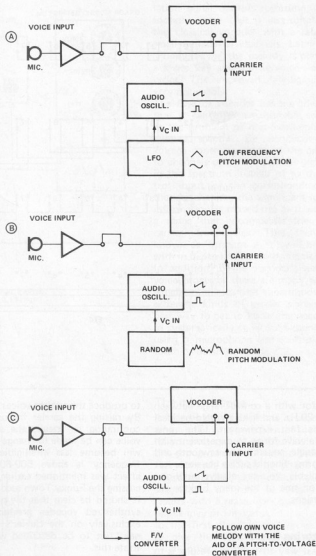 VOCODER
A
VOICE INPUT
MIC.
CARRIER
INPUT
AUDIO
OSCILL.
VC IN
LFO
LOW FREQUENCY
PITCH MODULATION
VOCODER
VOICE INPUT
B
MIC.
CARRIER
INPUT
AUDIO
OSCILL.
VC IN
RANDOM
RANDOM
PITCH MODULATION
VOCODER
C
VOICE INPUT
MIC.
CARRIER
INPUT
AUDIO
OSCILL.
VC IN
F/V
CONVERTER
FOLLOW OWN VOICE
MELODY WITH THE
AID OF A PITCH-TO-VOLTAGE
CONVERTER